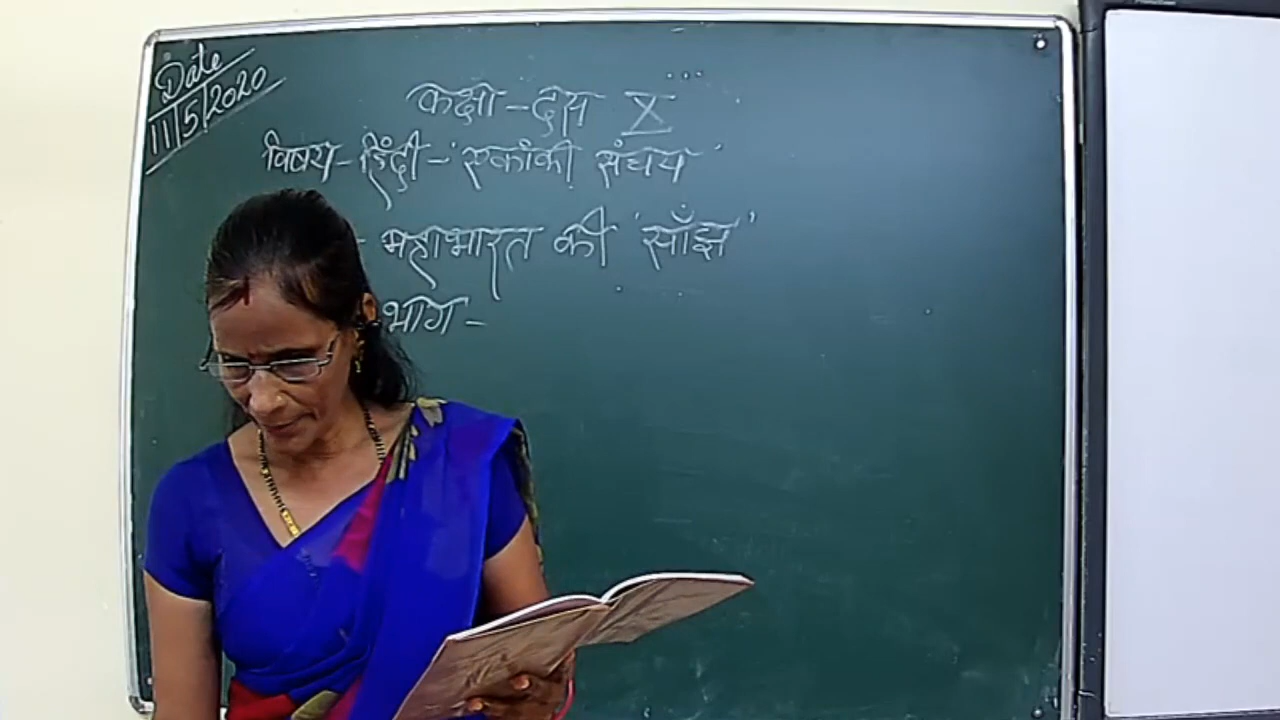 Date
11/5/2020
कक्षा - दस X
विषय - हिंदी - 'एकांकी संचय'
- महाभारत की 'साँझ'
भाग -